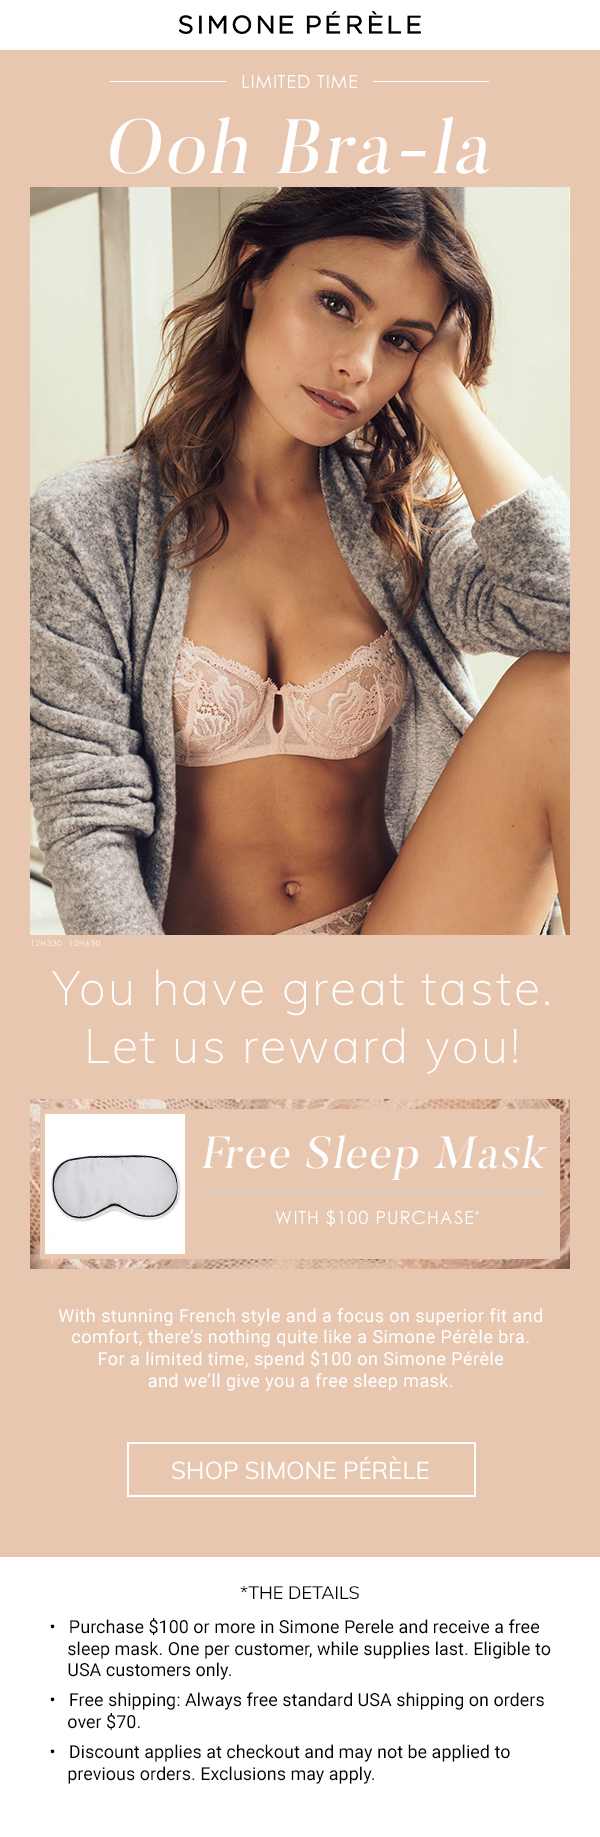 SIMONE PÉRÈLE
LIMITED TIME
Ooh Bra-la
12H330 12H630
You have great taste.
Let us reward you!
Free Sleep Mask
WITH $100 PURCHASE*
With stunning French style and a focus on superior fit and
comfort, there's nothing quite like a Simone Pérèle bra.
For a limited time, spend $100 on Simone Pérèle
and we'll give you a free sleep mask.
SHOP SIMONE PÉRÈLE
*THE DETAILS
• Purchase $100 or more in Simone Perele and receive a free
sleep mask. One per customer, while supplies last. Eligible to
USA customers only.
• Free shipping: Always free standard USA shipping on orders
over $70.
• Discount applies at checkout and may not be applied to
previous orders. Exclusions may apply.